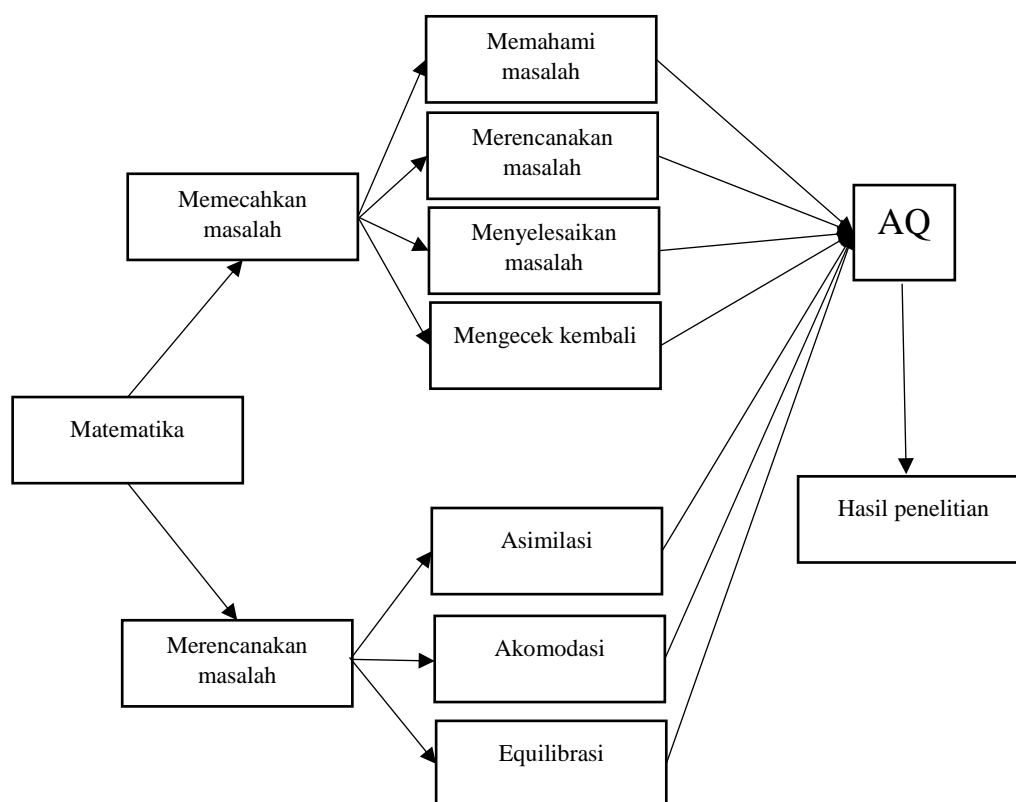 Memahami
masalah
Merencanakan
masalah
Memecahkan
masalah
Menyelesaikan
masalah
AQ
Mengecek kembali
Matematika
Hasil penelitian
Asimilasi
Merencanakan
masalah
Akomodasi
Equilibrasi